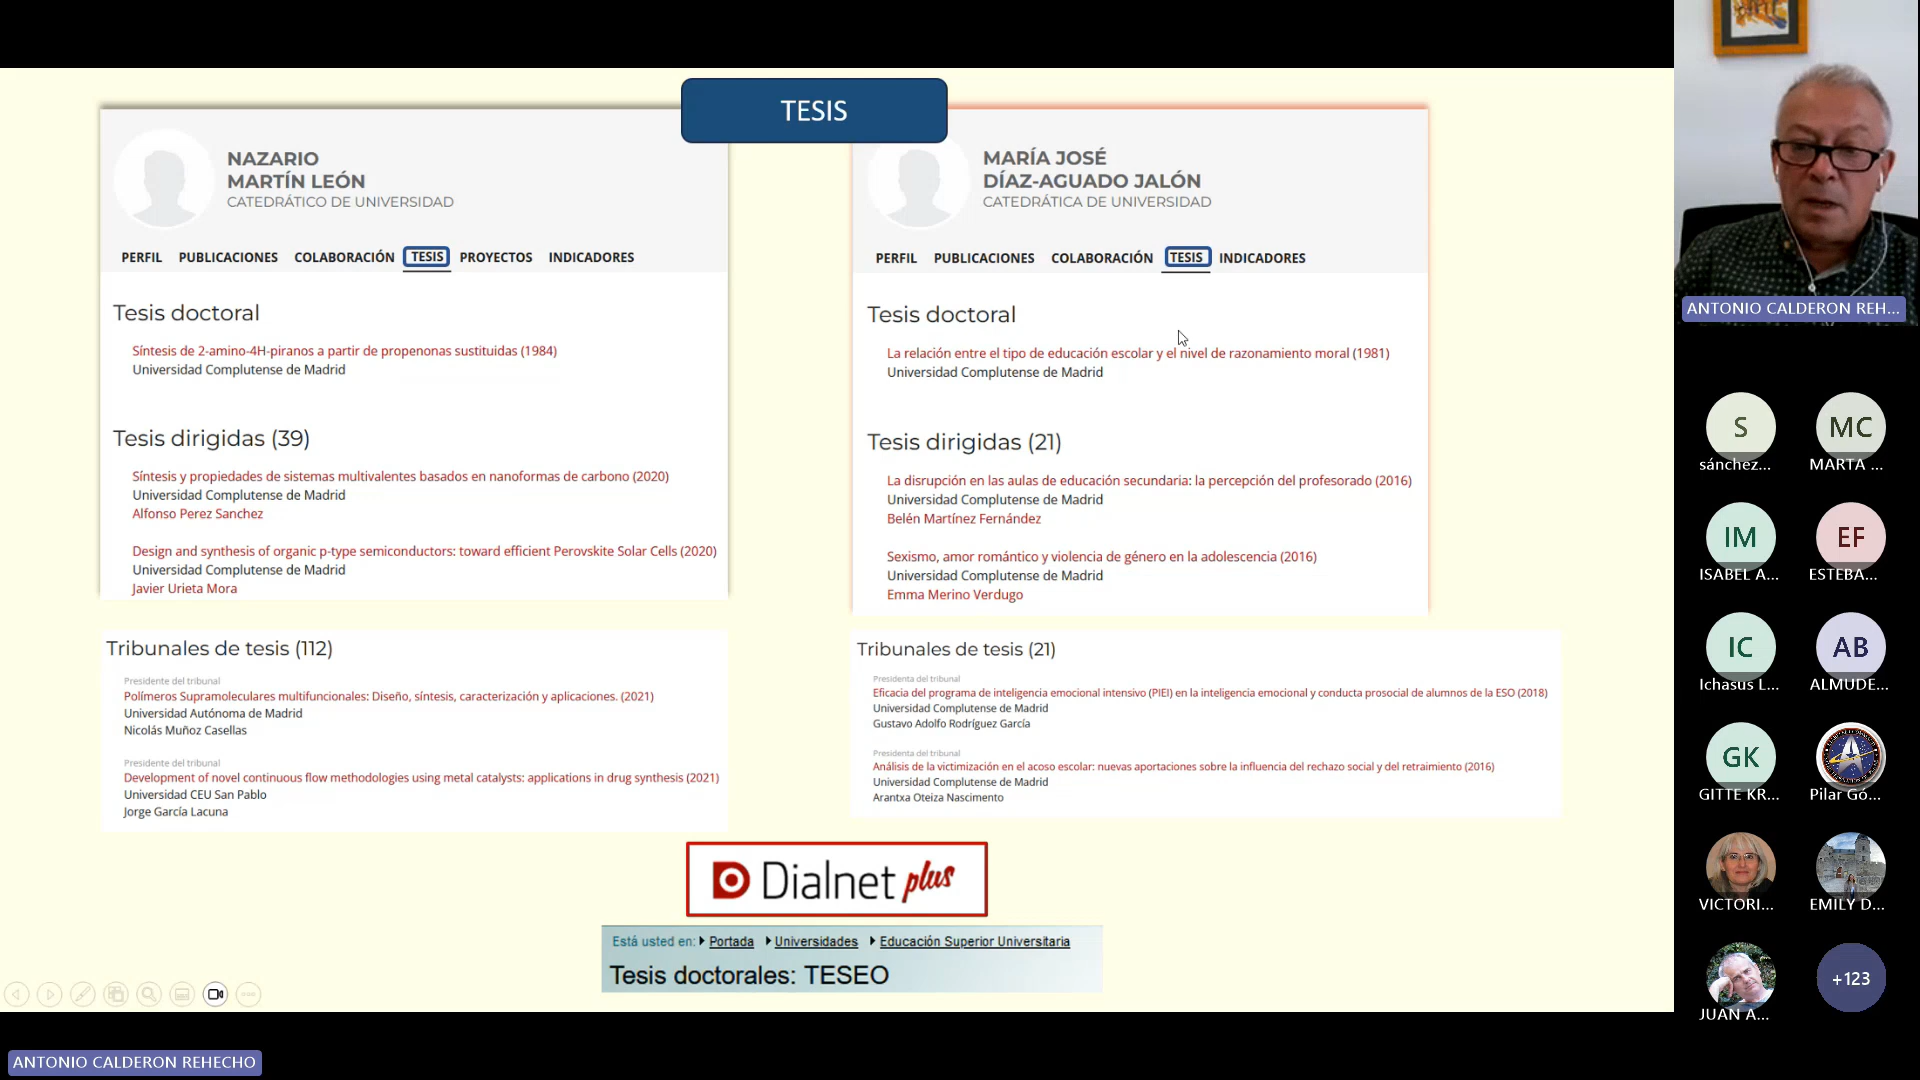 TESIS
NAZARIO
MARTÍN LEÓN
CATEDRÁTICO DE UNIVERSIDAD
PERFIL PUBLICACIONES COLABORACIÓN TESIS PROYECTOS INDICADORES
Tesis doctoral
Síntesis de 2-amino-4H-piranos a partir de propenonas sustituidas (1984)
Universidad Complutense de Madrid
Tesis dirigidas (39)
Síntesis y propiedades de sistemas multivalentes basados en nanoformas de carbono (2020)
Universidad Complutense de Madrid
Alfonso Perez Sanchez
Design and synthesis of organic p-type semiconductors: toward efficient Perovskite Solar Cells (2020)
Universidad Complutense de Madrid
Javier Urieta Mora
Tribunales de tesis (112)
Presidente del tribunal
Polímeros Supramoleculares multifuncionales: Diseño, síntesis, caracterización y aplicaciones. (2021)
Universidad Autónoma de Madrid
Nicolás Muñoz Casellas
Presidente del tribunal
Development of novel continuous flow methodologies using metal catalysts: applications in drug synthesis (2021)
Universidad CEU San Pablo
Jorge García Lacuna
MARÍA JOSÉ
DÍAZ-AGUADO JALÓN
CATEDRÁTICA DE UNIVERSIDAD
PERFIL PUBLICACIONES COLABORACIÓN TESIS INDICADORES
Tesis doctoral
La relación entre el tipo de educación escolar y el nivel de razonamiento moral (1981)
Universidad Complutense de Madrid
Tesis dirigidas (21)
La disrupción en las aulas de educación secundaria: la percepción del profesorado (2016)
Universidad Complutense de Madrid
Belén Martínez Fernández
Sexismo, amor romántico y violencia de género en la adolescencia (2016)
Universidad Complutense de Madrid
Emma Merino Verdugo
Tribunales de tesis (21)
Presidenta del tribunal
Eficacia del programa de inteligencia emocional intensivo (PIEI) en la inteligencia emocional y conducta prosocial de alumnos de la ESO (2018)
Universidad Complutense de Madrid
Gustavo Adolfo Rodríguez García
Presidenta del tribunal
Análisis de la victimización en el acoso escolar: nuevas aportaciones sobre la influencia del rechazo social y del retraimiento (2016)
Universidad Complutense de Madrid
Arantxa Oteiza Nascimento
Dialnet plus
Está usted en: Portada Universidades Educación Superior Universitaria
Tesis doctorales: TESEO
ANTONIO CALDERON REHECHO
ANTONIO CALDERON REH...
S MC
sánchez... MARTA ...
IM EF
ISABEL A... ESTEBA...
IC AB
Ichasus L... ALMUDE...
GK
GITTE KR... Pilar Gó...
VICTORI... EMILY D...
+123
JUAN A...